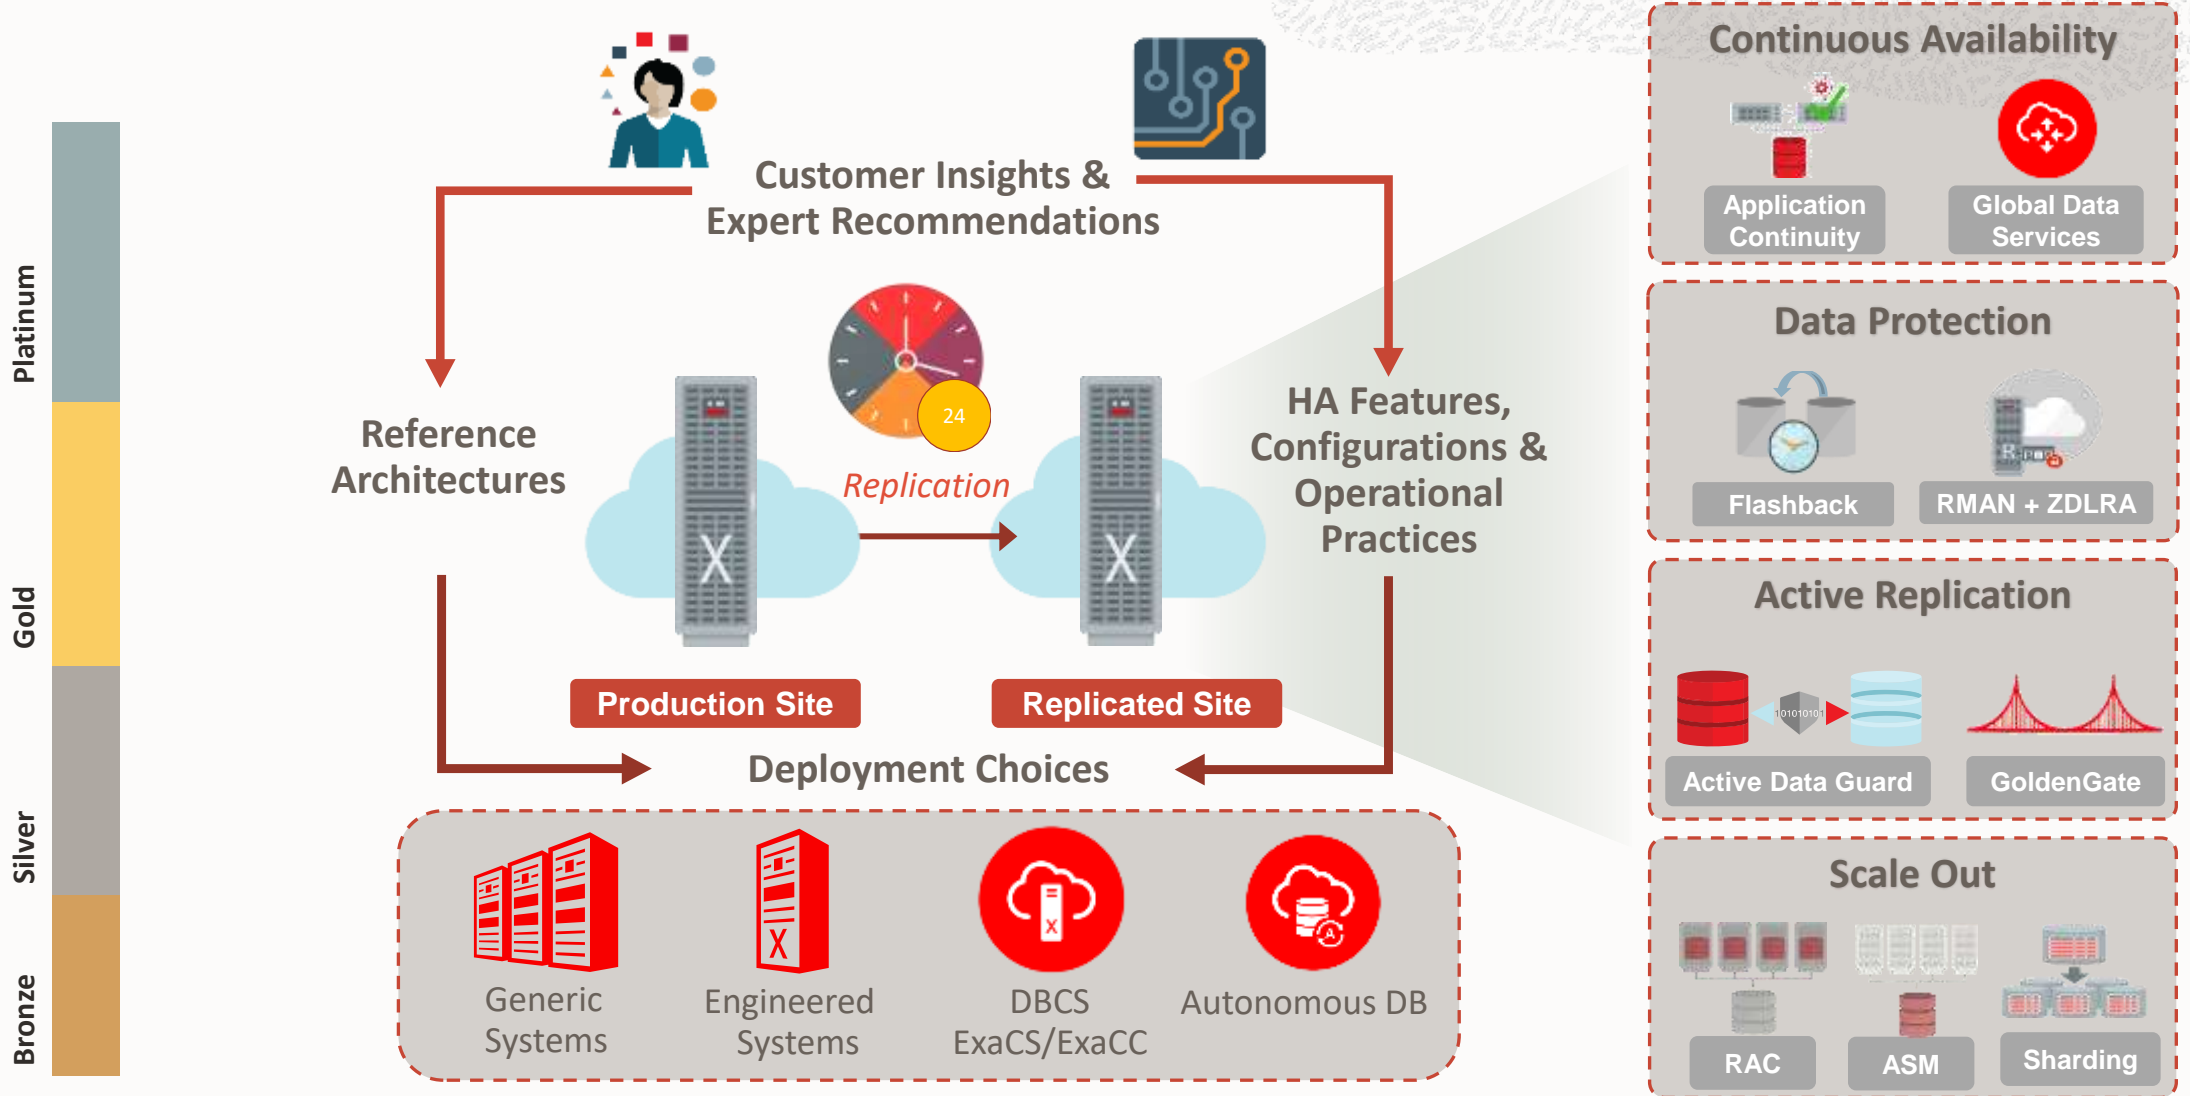 Platinum
Gold
Silver
Bronze
Customer Insights &
Expert Recommendations
24
Replication
Reference
Architectures
HA Features,
Configurations &
Operational
Practices
X
X
Production Site
Replicated Site
Deployment Choices
X
X
A
Generic
Systems
Engineered
Systems
DBCS
ExaCS/ExaCC
Autonomous DB
Continuous Availability
Application
Continuity
Global Data
Services
Data Protection
Flashback
RMAN + ZDLRA
Active Replication
101010101
Active Data Guard
GoldenGate
Scale Out
RAC
ASM
Sharding